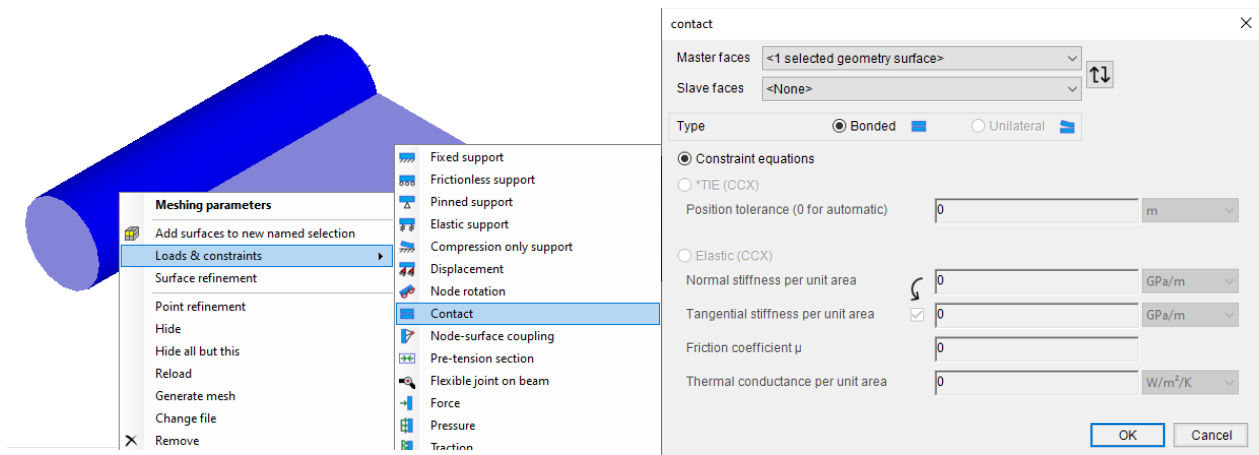 Meshing parameters
Add surfaces to new named selection
Loads & constraints
Surface refinement
Point refinement
Hide
Hide all but this
Reload
Generate mesh
Change file
Remove
Fixed support
Frictionless support
Pinned support
Elastic support
Compression only support
Displacement
Node rotation
Contact
Node-surface coupling
Pre-tension section
Flexible joint on beam
Force
Pressure
Traction
contact
Master faces <1 selected geometry surface>
Slave faces <None>
Type Bonded Unilateral
Constraint equations
*TIE (CCX)
Position tolerance (0 for automatic) 0 m
Elastic (CCX)
Normal stiffness per unit area 0 GPa/m
Tangential stiffness per unit area 0 GPa/m
Friction coefficient μ 0
Thermal conductance per unit area 0 W/m²/K
OK Cancel